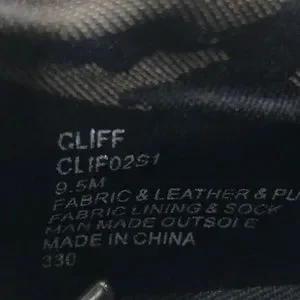 CLIFF
CLIF02S1
9.5M
FABRIC & LEATHER & PU
FABRIC LINING & SOCK
MAN MADE OUTSOLE
MADE IN CHINA
330